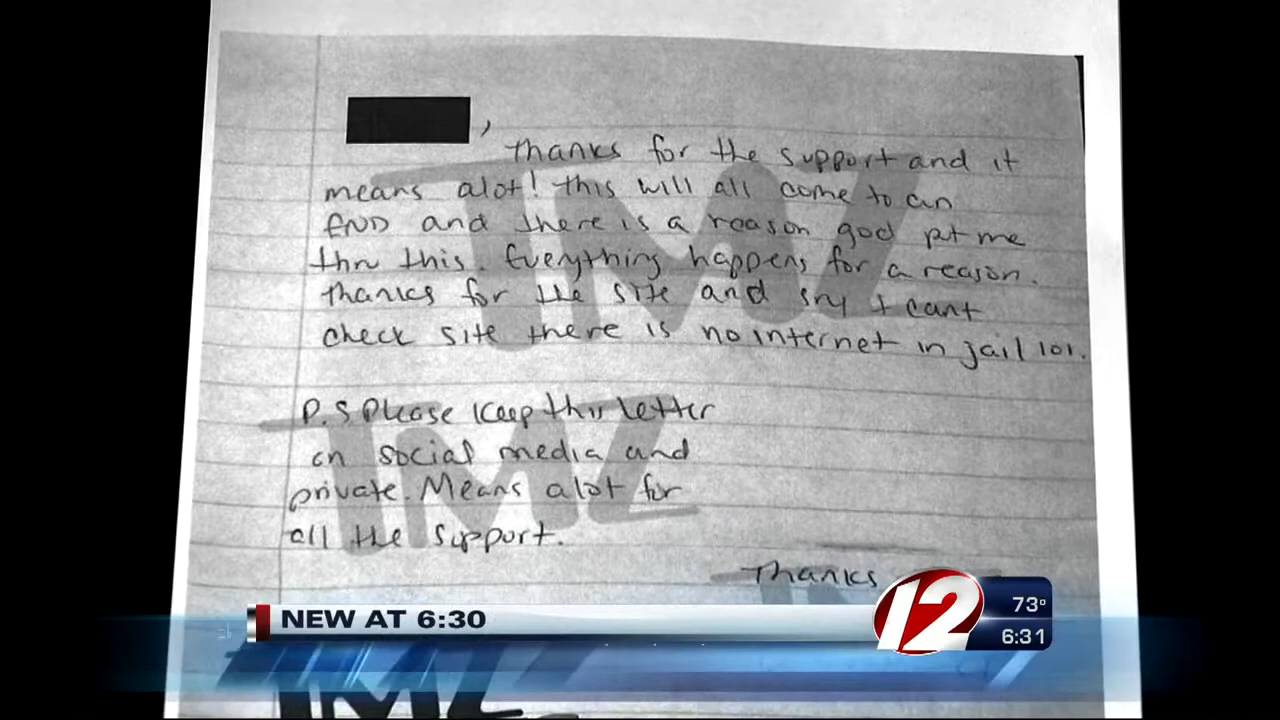 ,
Thanks for the support and it
means alot! This will all come to an
END and there is a reason god pt me
thru this. Everything happens for a reason.
Thanks for the site and sry I cant
check site there is no internet in jail lol.
P.S Please keep this letter
on social media and
private. Means alot for
all the support.
Thanks
TMZ
TMZ
NEW AT 6:30
12
73°
6:31
TMZ